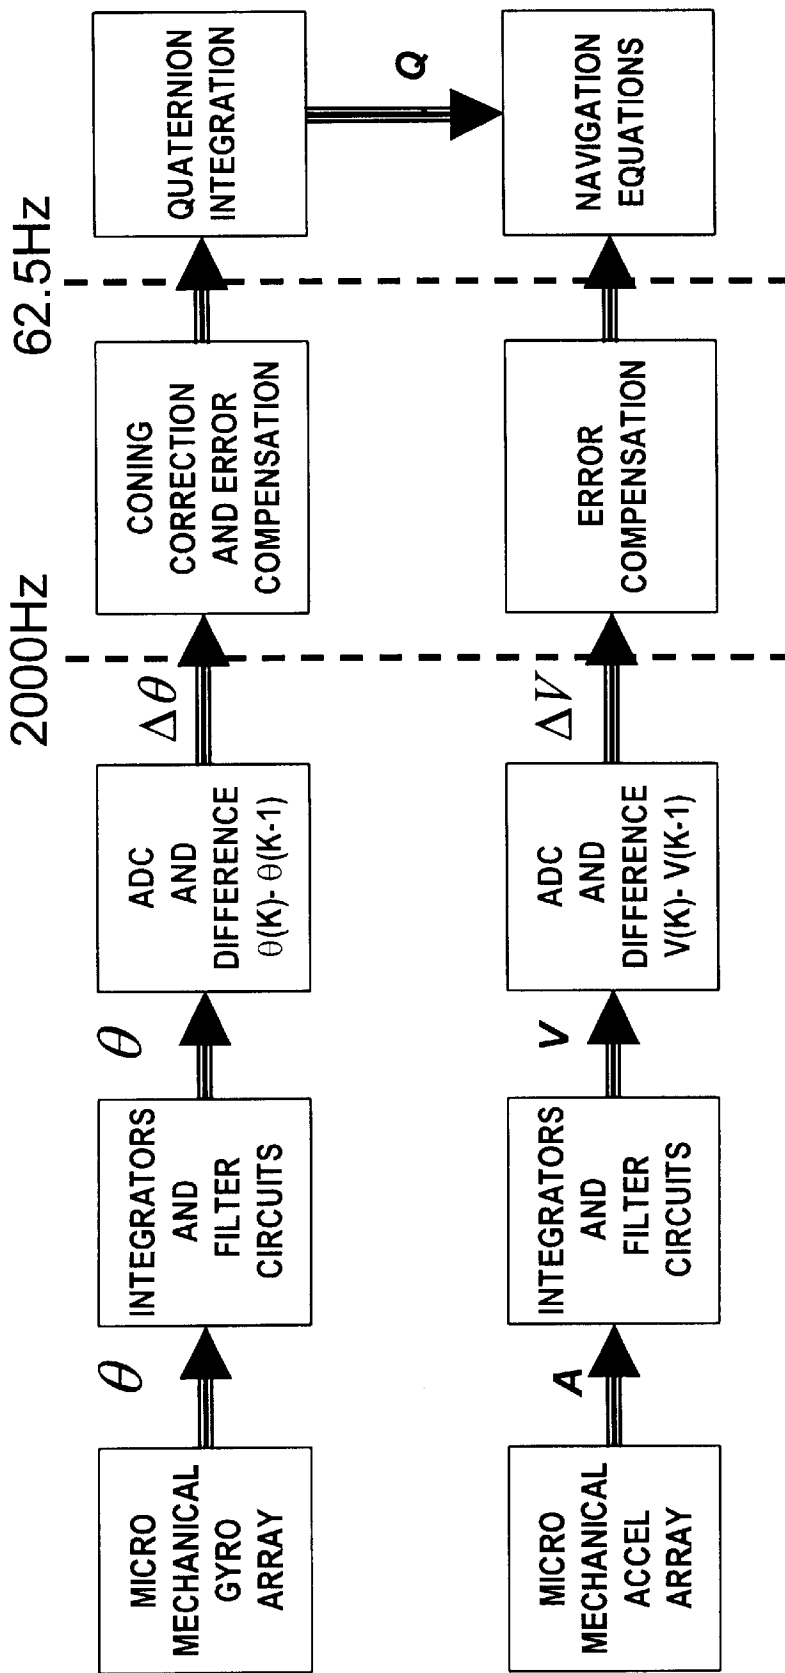 2000Hz
62.5Hz
MICRO
MECHANICAL
GYRO
ARRAY
θ
INTEGRATORS
AND
FILTER
CIRCUITS
θ
ADC
AND
DIFFERENCE
θ(K)- θ(K-1)
Δθ
CONING
CORRECTION
AND ERROR
COMPENSATION
QUATERNION
INTEGRATION
Q
MICRO
MECHANICAL
ACCEL
ARRAY
A
INTEGRATORS
AND
FILTER
CIRCUITS
V
ADC
AND
DIFFERENCE
V(K)- V(K-1)
ΔV
ERROR
COMPENSATION
NAVIGATION
EQUATIONS